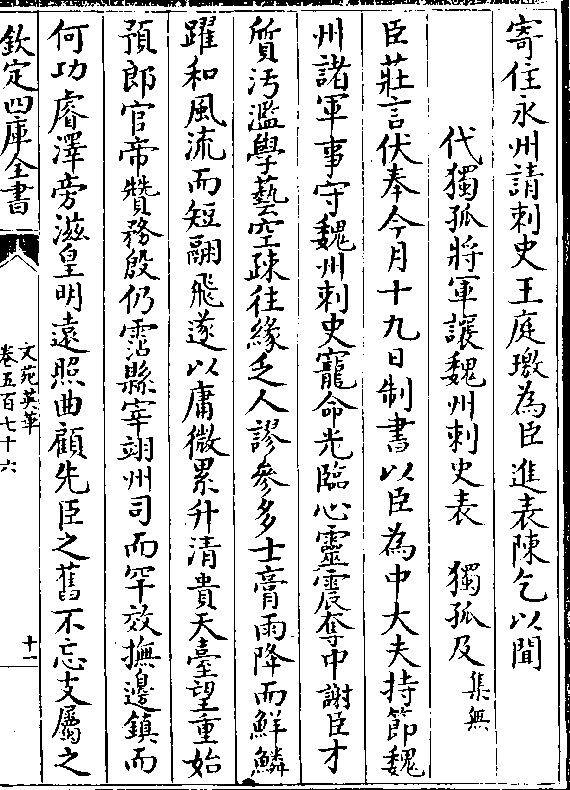 寄住永州請刺史王庭璬為臣進表陳乞以聞
代獨孤將軍讓魏州刺史表 獨孤及 集無
臣莊言伏奉今月十九日制書以臣為中大夫持節魏
州諸軍事守魏州刺史寵命光臨心靈震奪中謝臣才
質汚濫學藝空疎往緣乏人謬參多士膏雨降而鮮鱗
躍和風流而短翮飛遂以庸微累升清貴天臺望重始
預郎官帝贊務殷仍霑縣宰翊州司而罕效撫邊鎮而
何功睿澤旁滋皇明遠照曲顧先臣之舊不忘支屬之
欽定四庫全書
文苑英華
卷五百七十六
十一